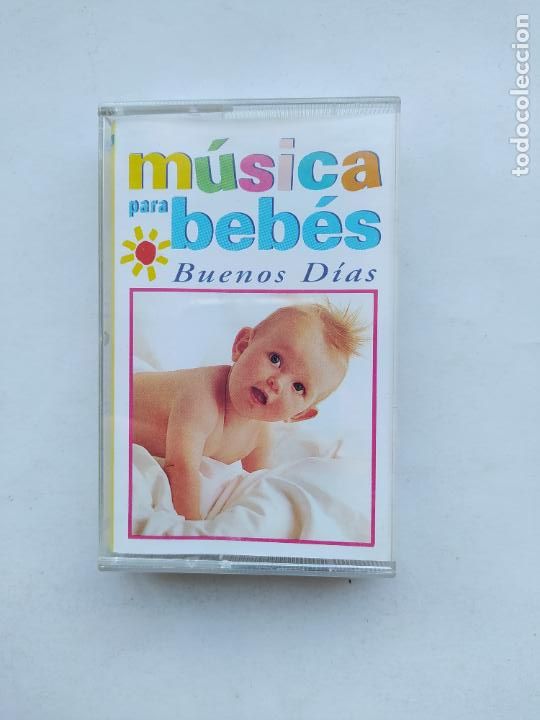 música
para bebés
Buenos Días
todocoleccion